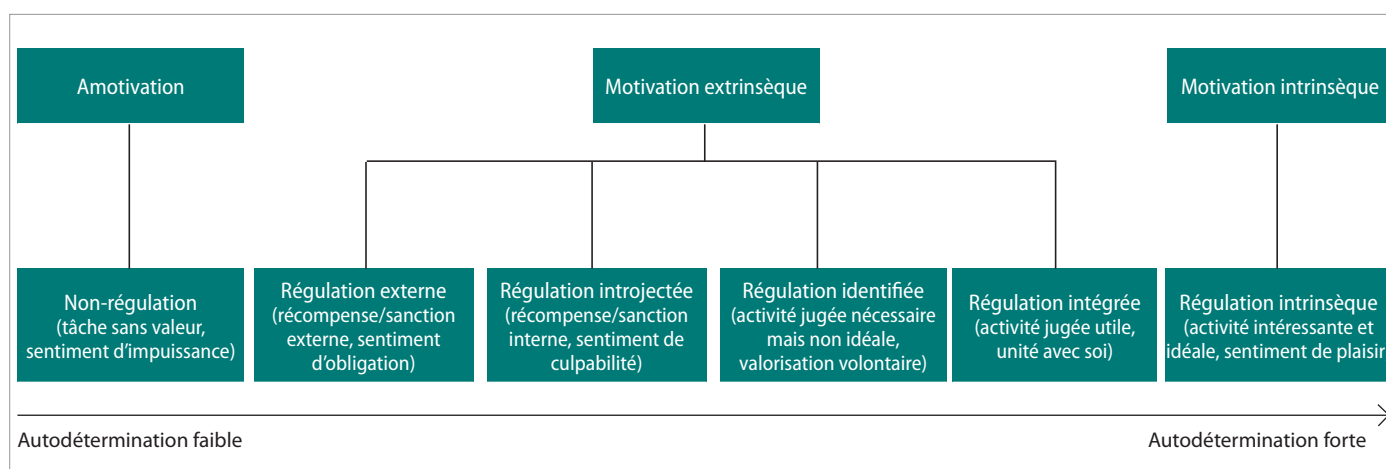 Amotivation
Motivation extrinsèque
Motivation intrinsèque
Non-régulation
(tâche sans valeur,
sentiment d’impuissance)
Régulation externe
(récompense/sanction
externe, sentiment
d’obligation)
Régulation introjectée
(récompense/sanction
interne, sentiment de
culpabilité)
Régulation identifiée
(activité jugée nécessaire
mais non idéale,
valorisation volontaire)
Régulation intégrée
(activité jugée utile,
unité avec soi)
Régulation intrinsèque
(activité intéressante et
idéale, sentiment de plaisir)
Autodétermination faible
Autodétermination forte